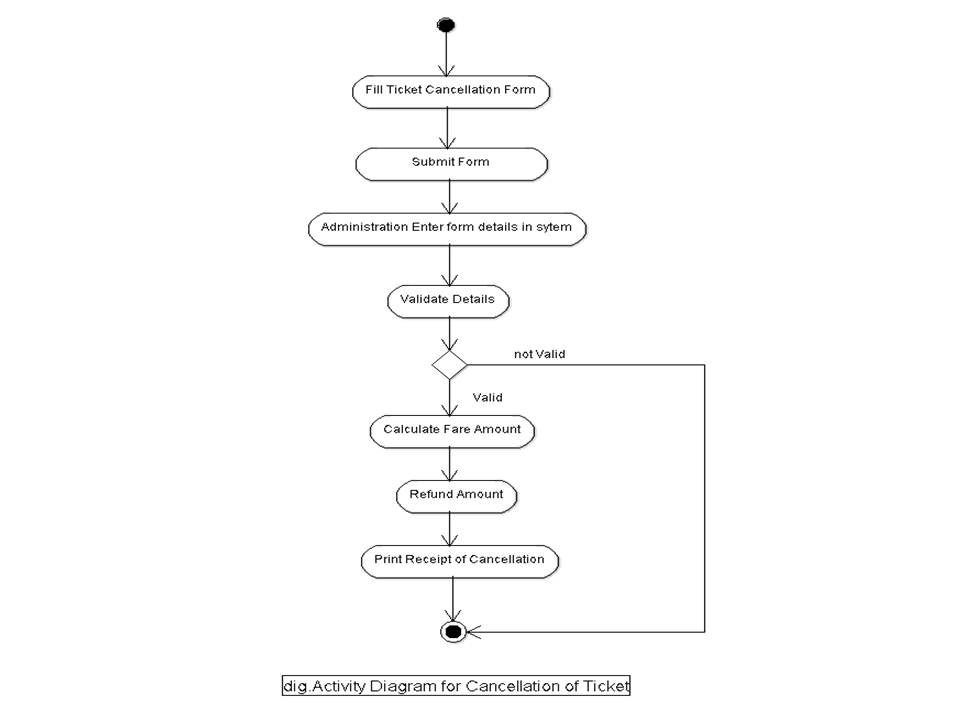 Fill Ticket Cancellation Form
Submit Form
Administration Enter form details in sytem
Validate Details
not Valid
Valid
Calculate Fare Amount
Refund Amount
Print Receipt of Cancellation
dig.Activity Diagram for Cancellation of Ticket